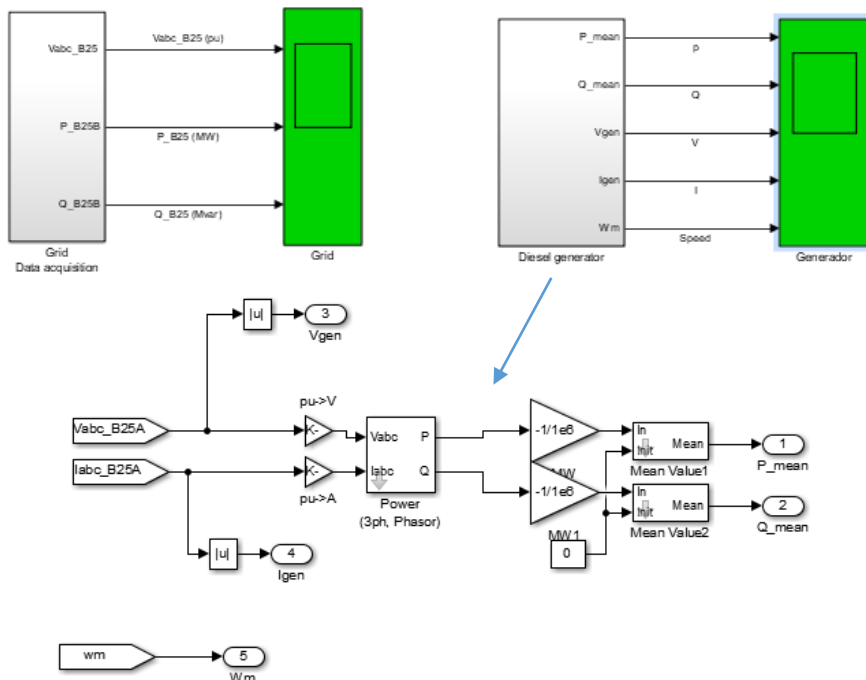 Vabc_B25
Vabc_B25 (pu)
P_B25B
P_B25 (MW)
Q_B25B
Q_B25 (Mvar)
Grid
Data acquisition
Grid
P_mean
P
Q_mean
Q
Vgen
V
Igen
I
Wm
Speed
Diesel generator
Generador
|u|
3
Vgen
pu->V
Vabc_B25A
K-
Vabc
P
-1/1e6
In
Init
Mean
1
P_mean
Mean Value1
MW
Iabc_B25A
K-
Iabc
Q
-1/1e6
In
Init
Mean
2
Q_mean
Mean Value2
pu->A
Power
(3ph, Phasor)
MW1
0
|u|
4
Igen
wm
5
Wm